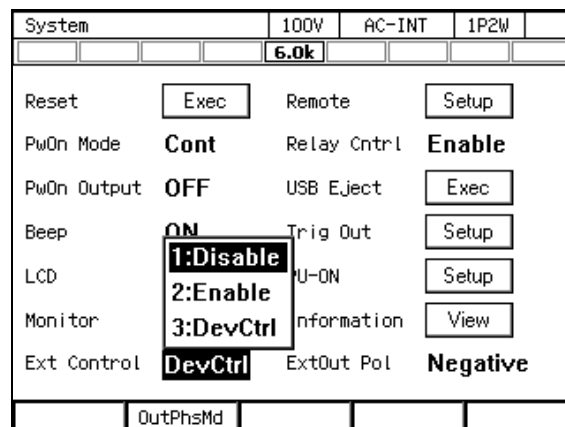 System 100V AC-INT 1P2W
6.0k
Reset Exec Remote Setup
PwOn Mode Cont Relay Cntrl Enable
PwOn Output OFF USB Eject Exec
Beep ON Trig Out Setup
1:Disable
LCD PU-ON Setup
2:Enable
Monitor 3:DevCtrl Information View
Ext Control DevCtrl ExtOut Pol Negative
OutPhsMd